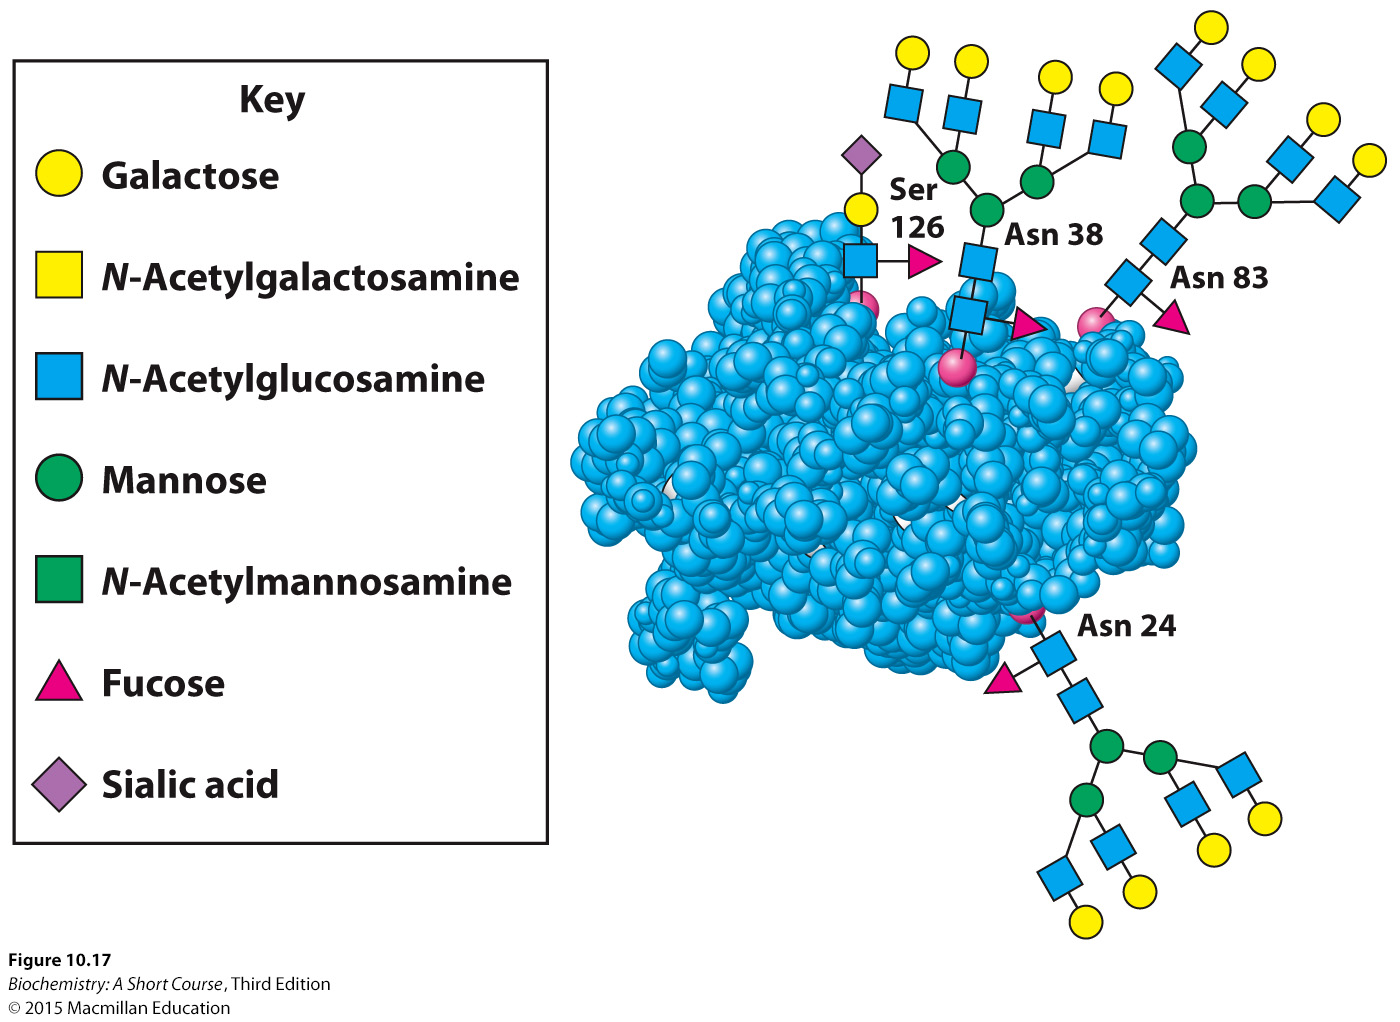 Key
Galactose
N-Acetylgalactosamine
N-Acetylglucosamine
Mannose
N-Acetylmannosamine
Fucose
Sialic acid
Ser
126
Asn 38
Asn 83
Asn 24
Figure 10.17
Biochemistry: A Short Course, Third Edition
© 2015 Macmillan Education